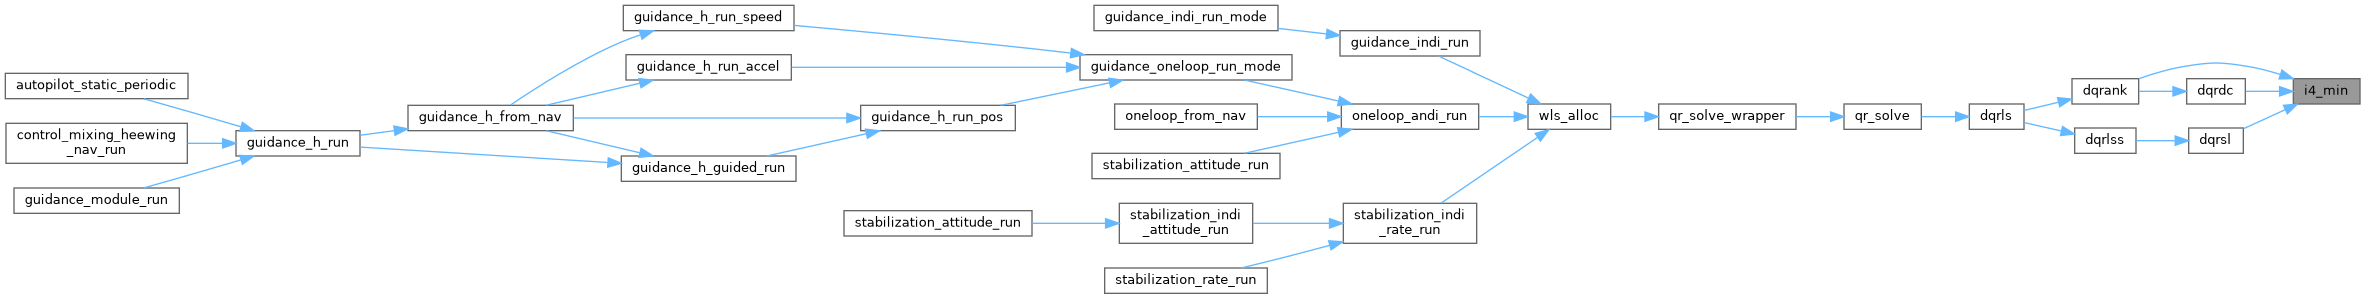 guidance_h_run_speed
guidance_indi_run_mode
guidance_indi_run
guidance_h_run_accel
guidance_oneloop_run_mode
autopilot_static_periodic
dqrank
dqrdc
i4_min
guidance_h_from_nav
guidance_h_run_pos
oneloop_from_nav
oneloop_andi_run
wls_alloc
qr_solve_wrapper
qr_solve
dqrls
control_mixing_heewing
_nav_run
guidance_h_run
dqrlss
dqrsl
guidance_h_guided_run
stabilization_attitude_run
guidance_module_run
stabilization_attitude_run
stabilization_indi
_attitude_run
stabilization_indi
_rate_run
stabilization_rate_run